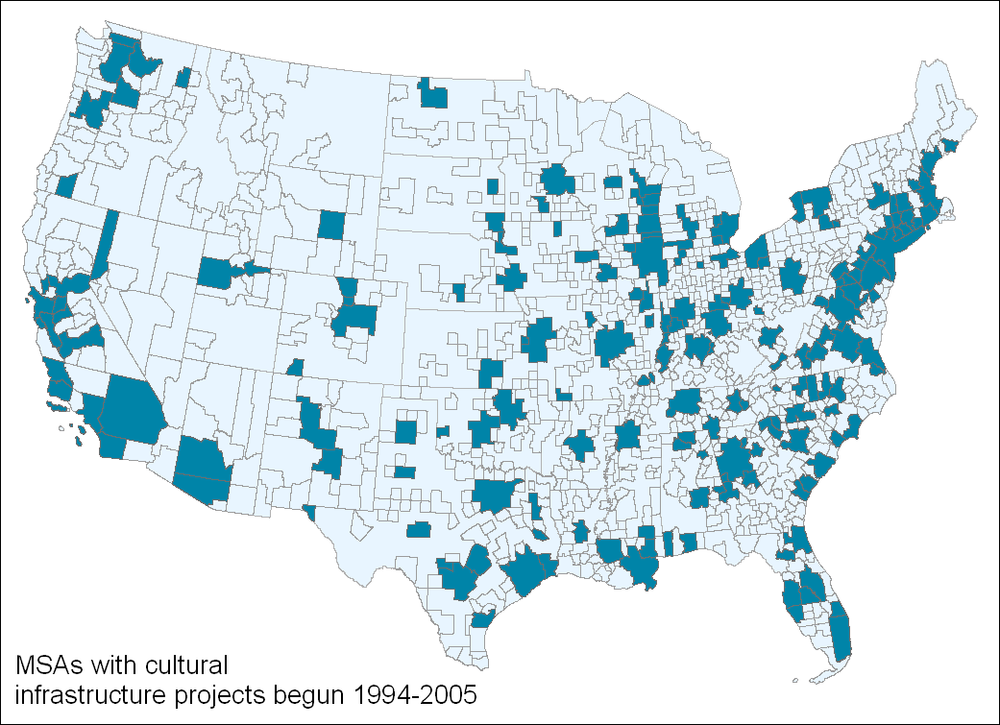 MSAs with cultural
infrastructure projects begun 1994-2005